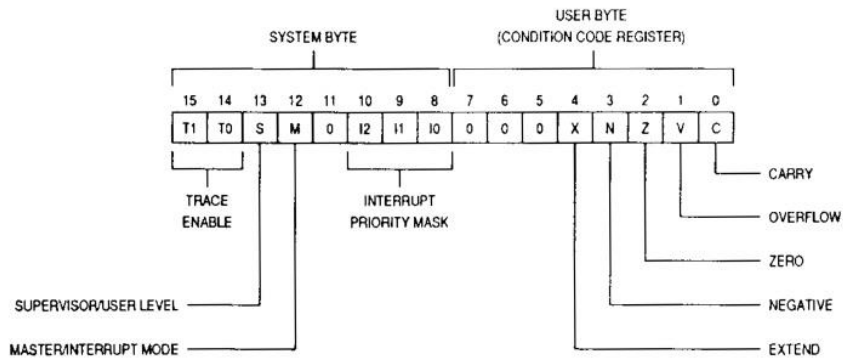 USER BYTE
SYSTEM BYTE (CONDITION CODE REGISTER)
15 14 13 12 11 10 9 8 7 6 5 4 3 2 1 0
T1 T0 S M 0 I2 I1 I0 0 0 0 X N Z V C
TRACE ENABLE
INTERRUPT PRIORITY MASK
CARRY
OVERFLOW
ZERO
SUPERVISOR/USER LEVEL NEGATIVE
MASTER/INTERRUPT MODE EXTEND